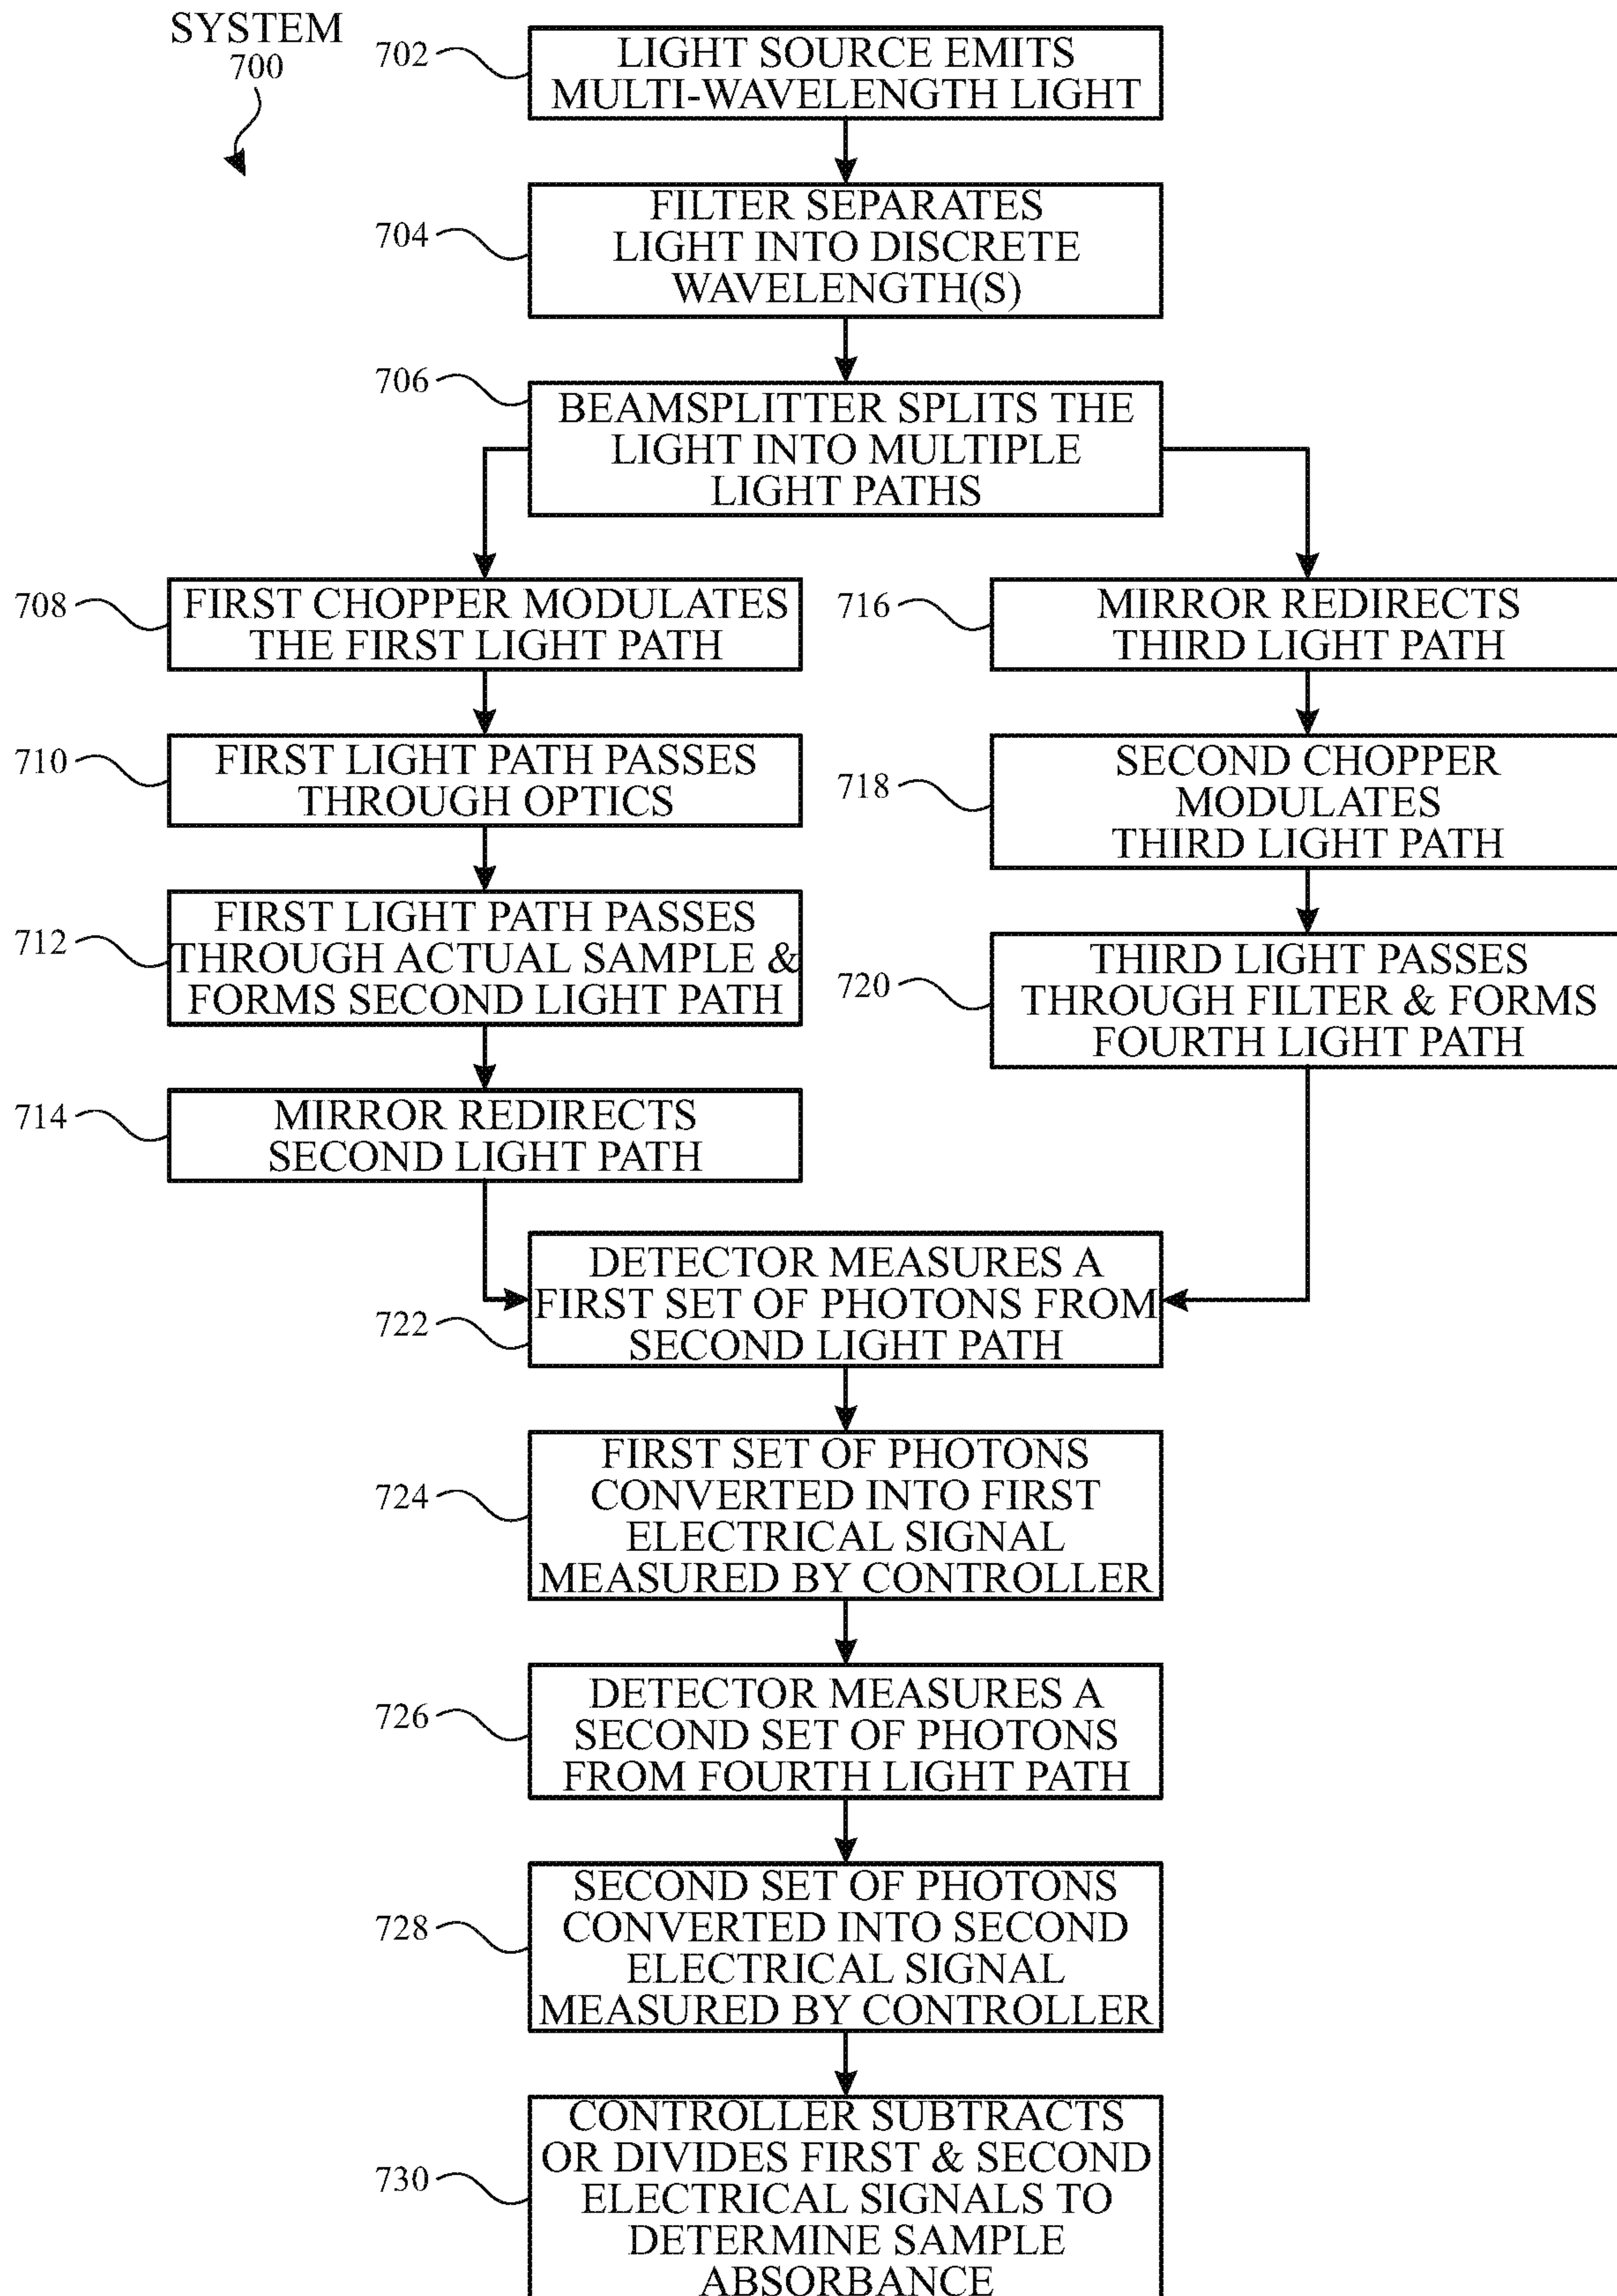 SYSTEM
700
702
LIGHT SOURCE EMITS
MULTI-WAVELENGTH LIGHT
704
FILTER SEPARATES
LIGHT INTO DISCRETE
WAVELENGTH(S)
706
BEAMSPLITTER SPLITS THE
LIGHT INTO MULTIPLE
LIGHT PATHS
708
FIRST CHOPPER MODULATES
THE FIRST LIGHT PATH
710
FIRST LIGHT PATH PASSES
THROUGH OPTICS
712
FIRST LIGHT PATH PASSES
THROUGH ACTUAL SAMPLE &
FORMS SECOND LIGHT PATH
714
MIRROR REDIRECTS
SECOND LIGHT PATH
716
MIRROR REDIRECTS
THIRD LIGHT PATH
718
SECOND CHOPPER
MODULATES
THIRD LIGHT PATH
720
THIRD LIGHT PASSES
THROUGH FILTER & FORMS
FOURTH LIGHT PATH
722
DETECTOR MEASURES A
FIRST SET OF PHOTONS FROM
SECOND LIGHT PATH
724
FIRST SET OF PHOTONS
CONVERTED INTO FIRST
ELECTRICAL SIGNAL
MEASURED BY CONTROLLER
726
DETECTOR MEASURES A
SECOND SET OF PHOTONS
FROM FOURTH LIGHT PATH
728
SECOND SET OF PHOTONS
CONVERTED INTO SECOND
ELECTRICAL SIGNAL
MEASURED BY CONTROLLER
730
CONTROLLER SUBTRACTS
OR DIVIDES FIRST & SECOND
ELECTRICAL SIGNALS TO
DETERMINE SAMPLE
ABSORBANCE